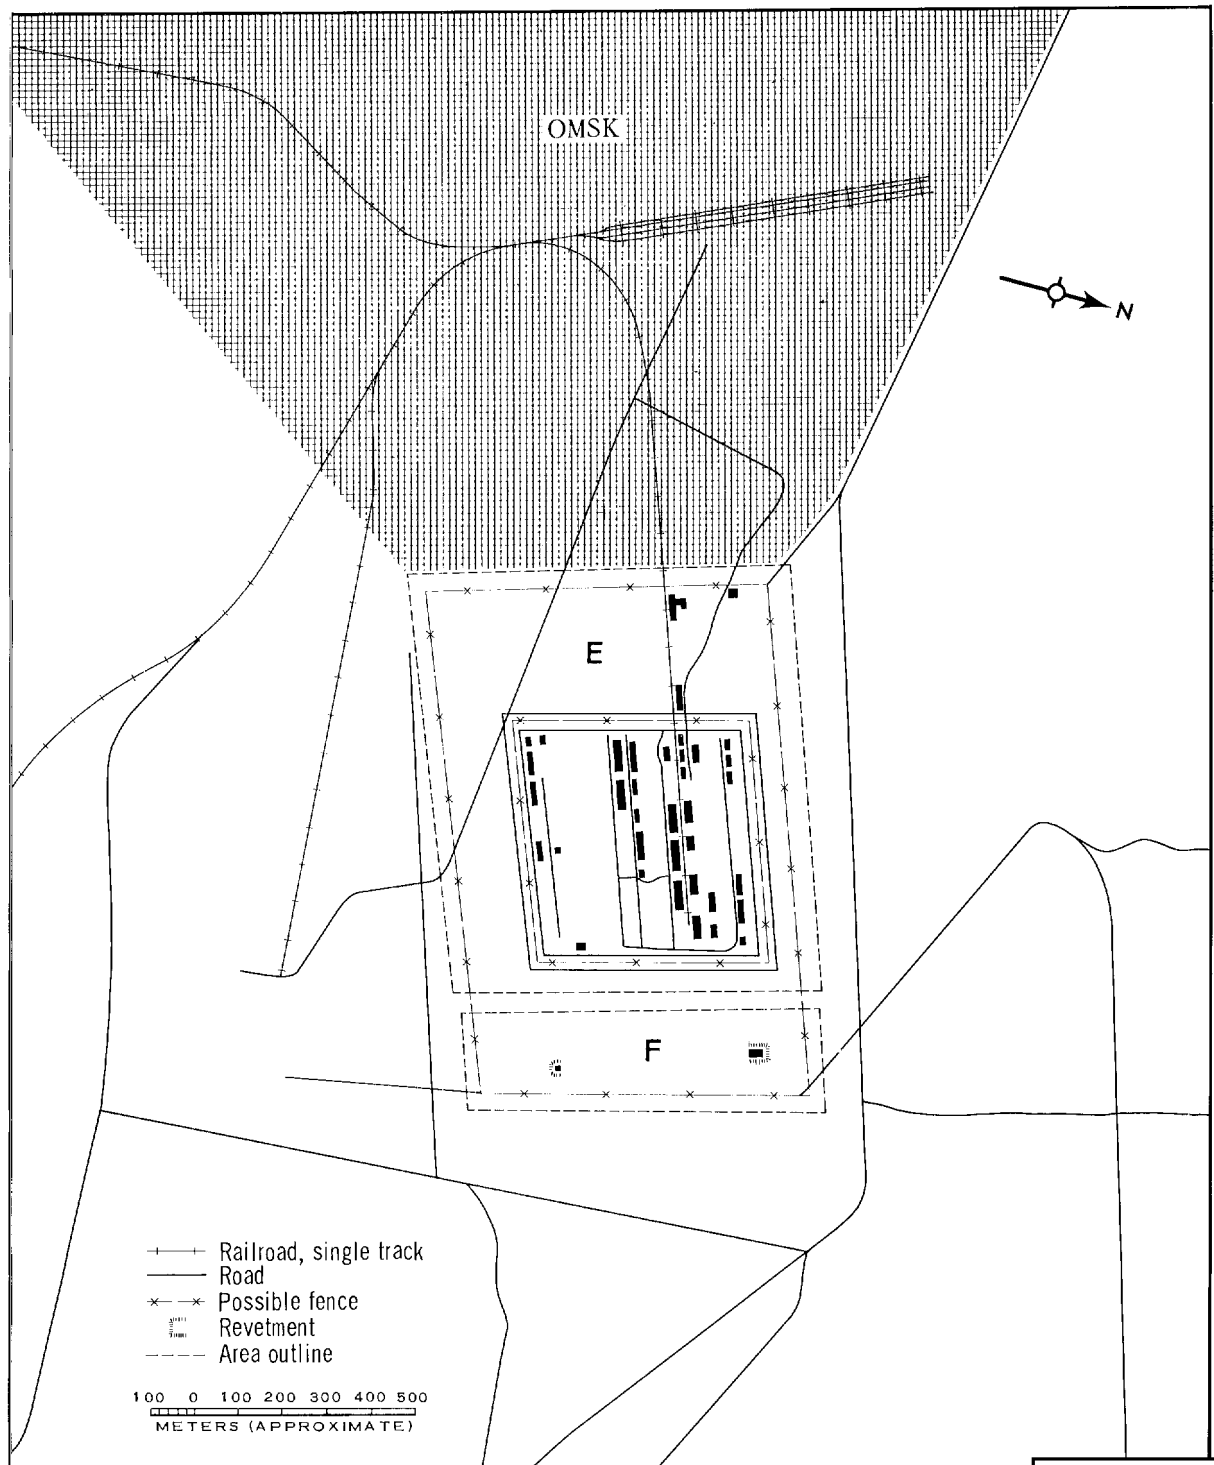 OMSK
N
E
F
Railroad, single track
Road
Possible fence
Revetment
Area outline
100 0 100 200 300 400 500
METERS (APPROXIMATE)